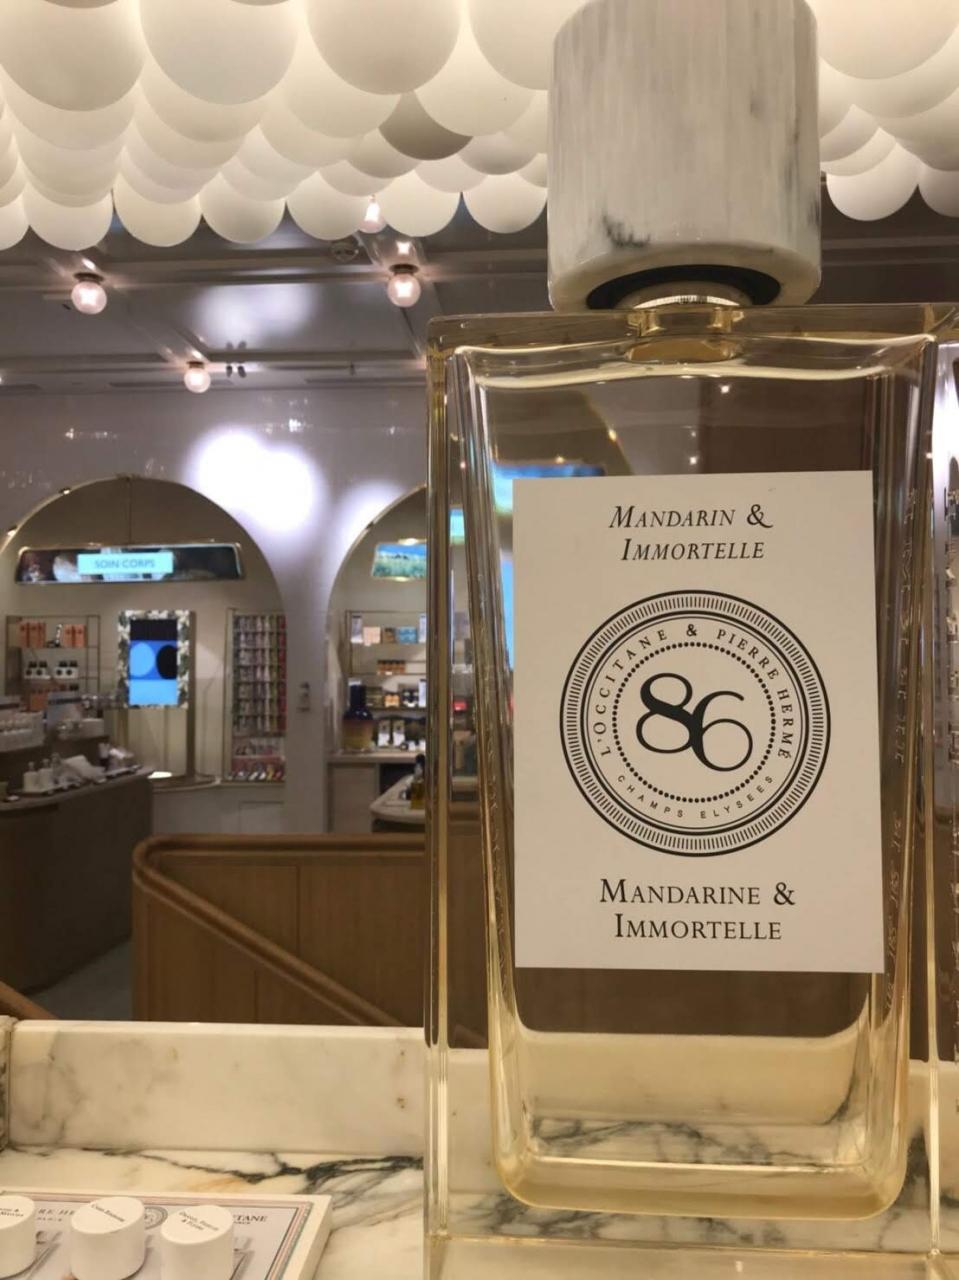 SOIN CORPS
MANDARIN &
IMMORTELLE
L'OCCITANE & PIERRE HERMÉ
86
CHAMPS ELYSEES
MANDARINE &
IMMORTELLE